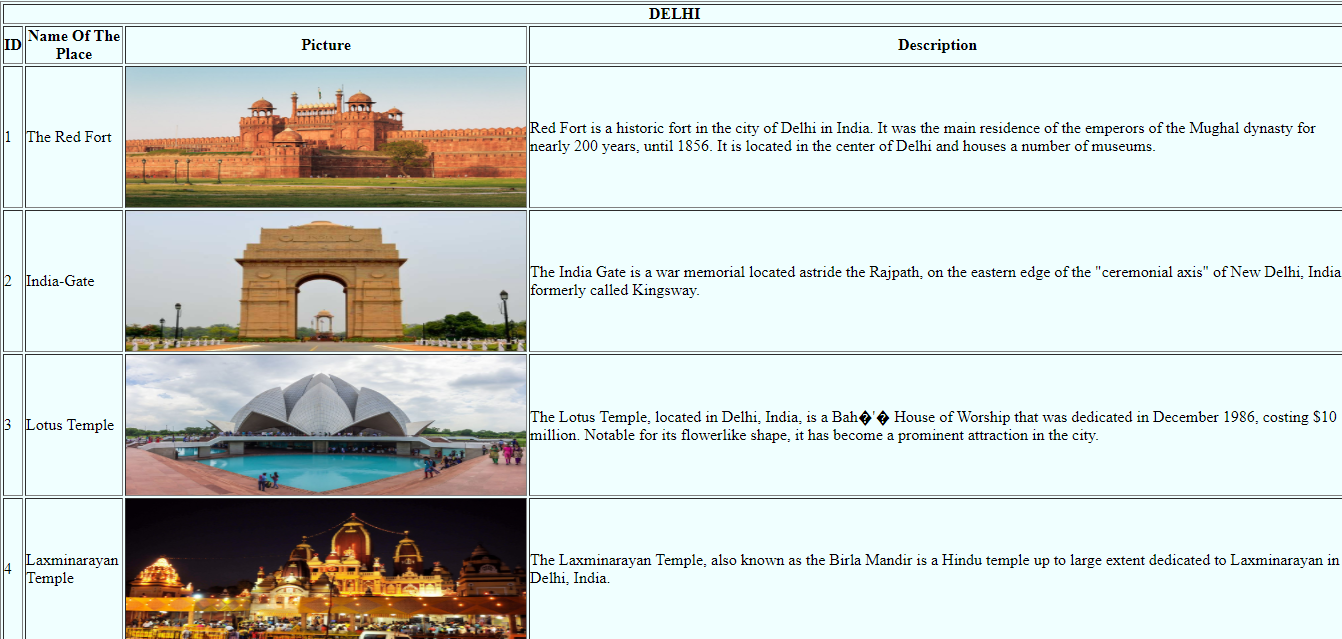 DELHI
ID
Name Of The
Place
Picture
Description
1
The Red Fort
Red Fort is a historic fort in the city of Delhi in India. It was the main residence of the emperors of the Mughal dynasty for
nearly 200 years, until 1856. It is located in the center of Delhi and houses a number of museums.
2
India-Gate
The India Gate is a war memorial located astride the Rajpath, on the eastern edge of the "ceremonial axis" of New Delhi, India
formerly called Kingsway.
3
Lotus Temple
The Lotus Temple, located in Delhi, India, is a Bah�'� House of Worship that was dedicated in December 1986, costing $10
million. Notable for its flowerlike shape, it has become a prominent attraction in the city.
4
Laxminarayan
Temple
The Laxminarayan Temple, also known as the Birla Mandir is a Hindu temple up to large extent dedicated to Laxminarayan in
Delhi, India.